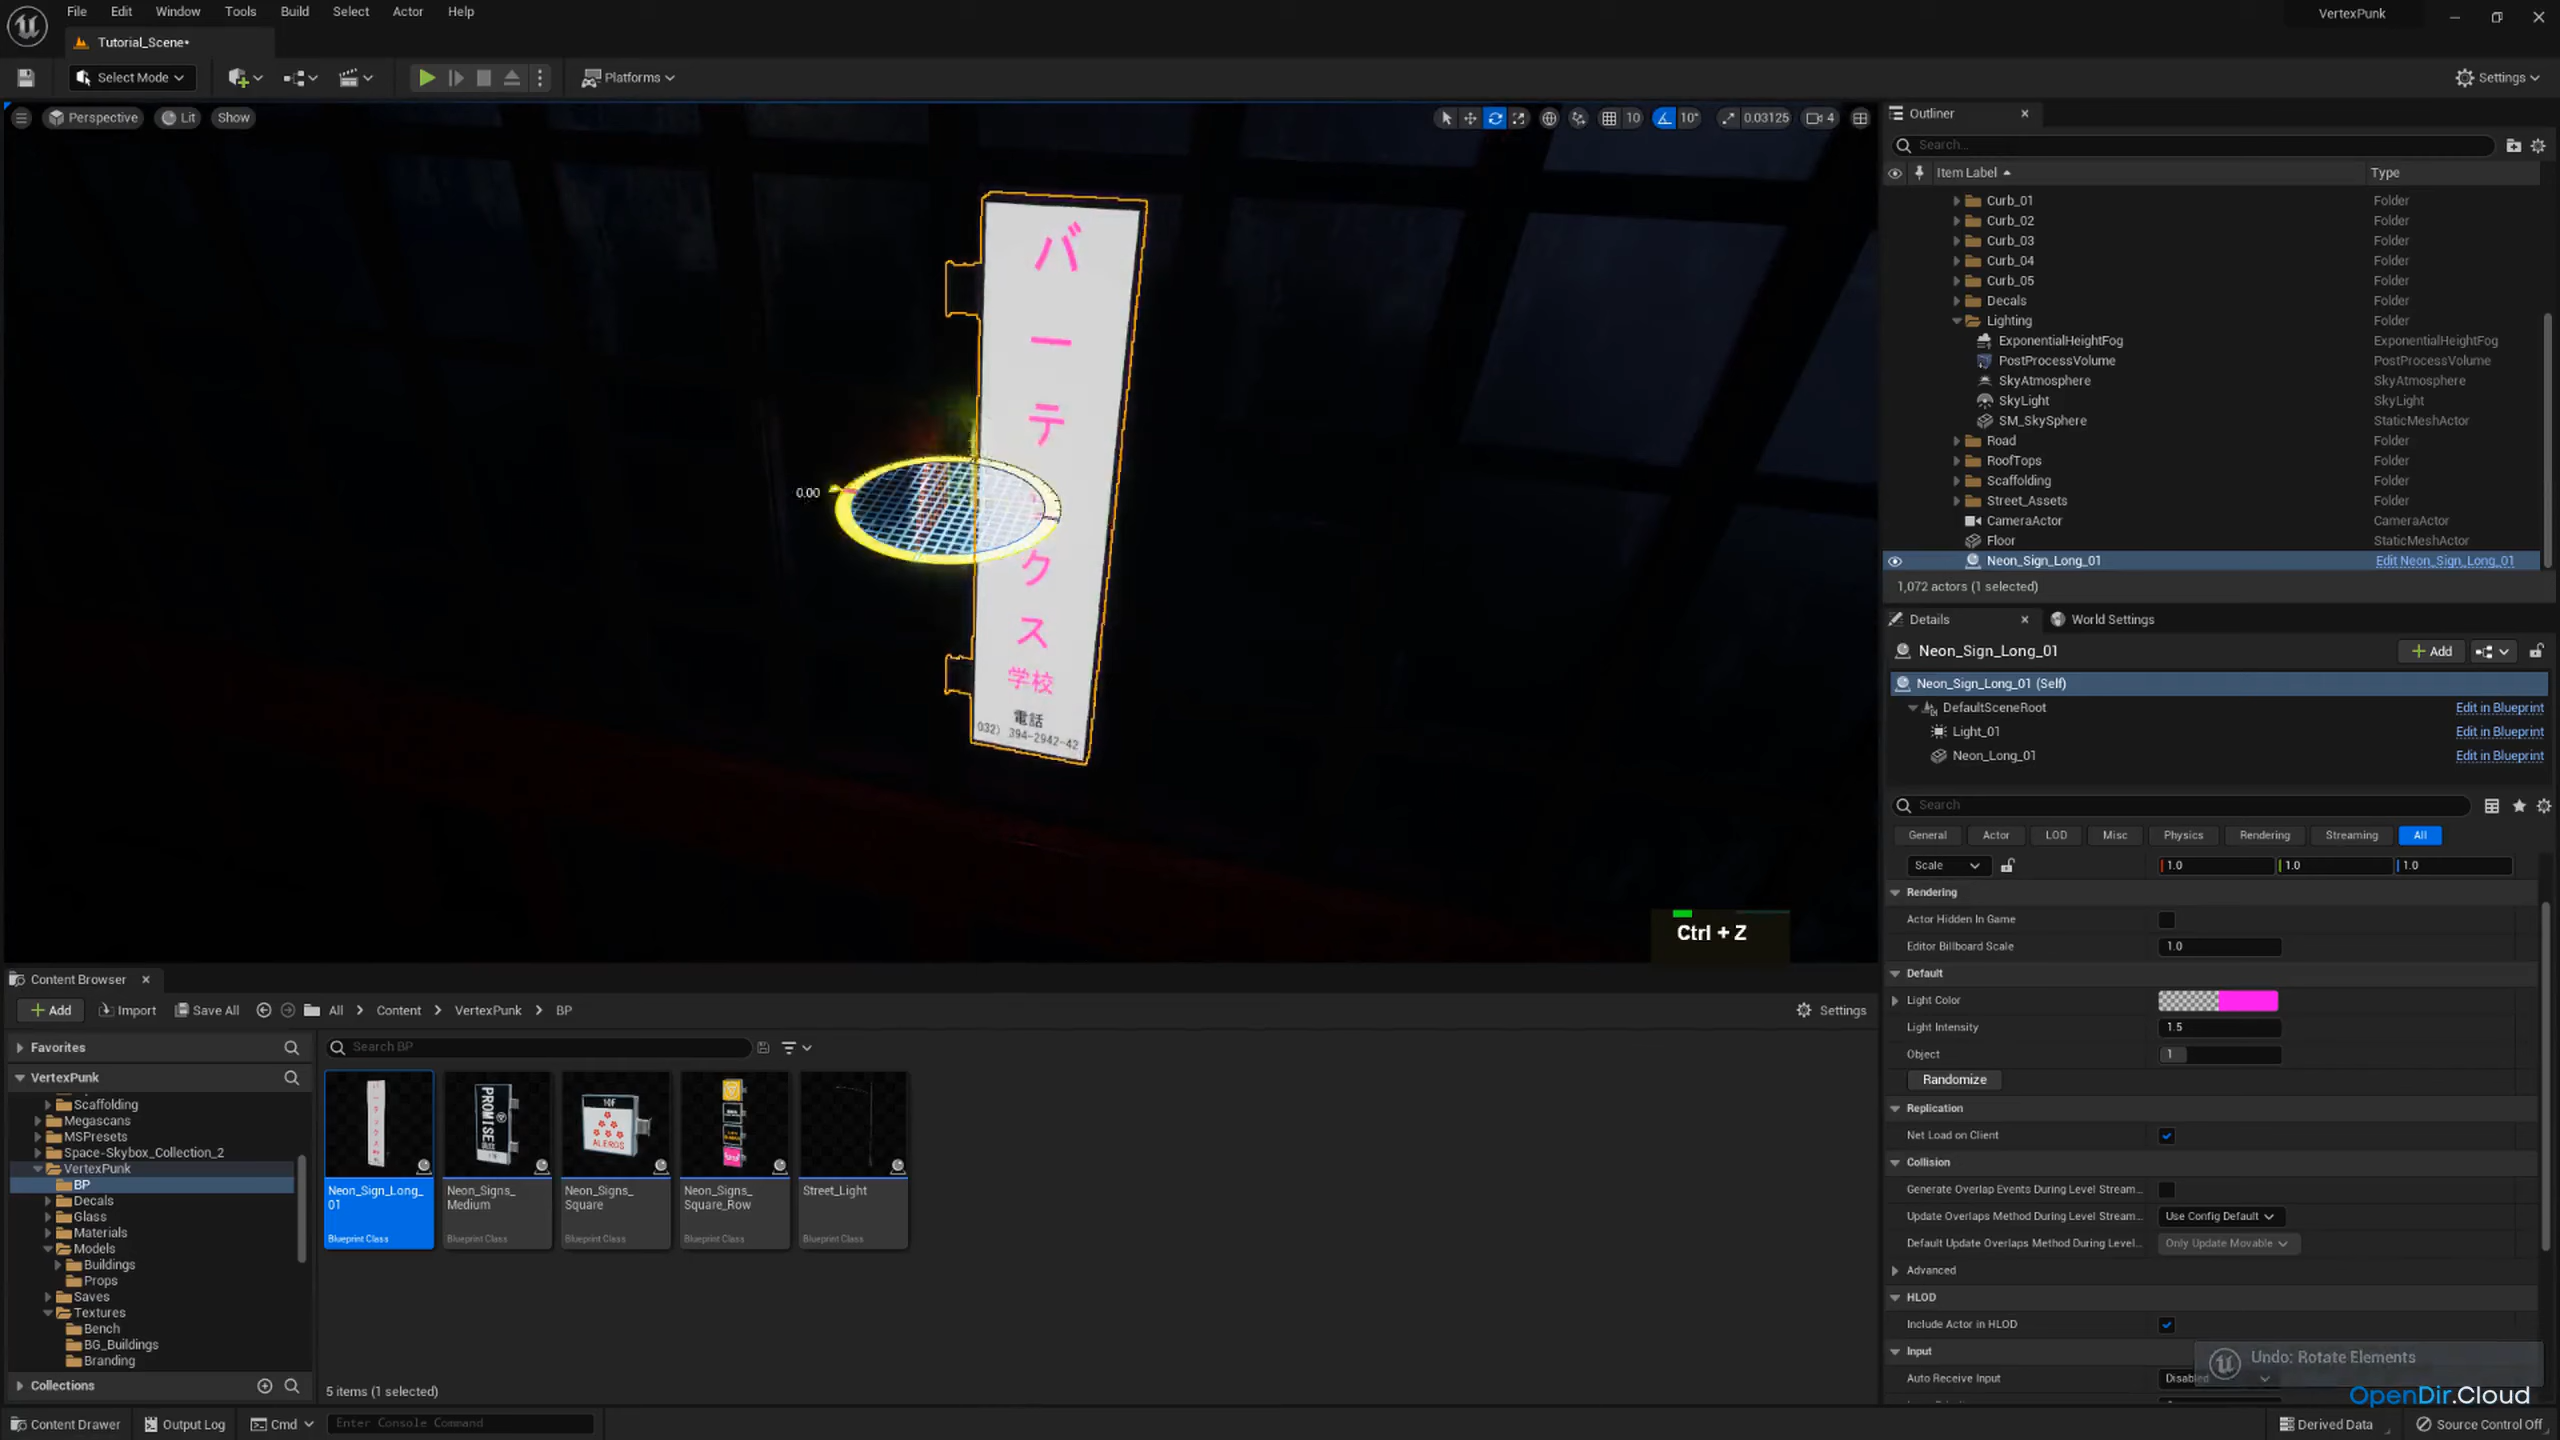 File Edit Window Tools Build Select Actor Help
VertexPunk
Tutorial_Scene•
Select Mode
Platforms
Settings
Perspective
Lit
Show
10
10°
0.03125
4
バ
ー
テ
ク
ス
学校
電話
032) 394-2942-42
0.00
Ctrl + Z
Outliner
Search...
Item Label
Type
Curb_01 Folder
Curb_02 Folder
Curb_03 Folder
Curb_04 Folder
Curb_05 Folder
Decals Folder
Lighting Folder
ExponentialHeightFog ExponentialHeightFog
PostProcessVolume PostProcessVolume
SkyAtmosphere SkyAtmosphere
SkyLight SkyLight
SM_SkySphere StaticMeshActor
Road Folder
RoofTops Folder
Scaffolding Folder
Street_Assets Folder
CameraActor CameraActor
Floor StaticMeshActor
Neon_Sign_Long_01 Edit Neon_Sign_Long_01
1,072 actors (1 selected)
Details
World Settings
Neon_Sign_Long_01
Add
Neon_Sign_Long_01 (Self)
DefaultSceneRoot Edit in Blueprint
Light_01 Edit in Blueprint
Neon_Long_01 Edit in Blueprint
Search
General Actor LOD Misc Physics Rendering Streaming All
Scale 1.0 1.0 1.0
Rendering
Actor Hidden In Game
Editor Billboard Scale 1.0
Default
Light Color
Light Intensity 1.5
Object 1
Randomize
Replication
Net Load on Client
Collision
Generate Overlap Events During Level Stream...
Update Overlaps Method During Level Stream... Use Config Default
Default Update Overlaps Method During Level... Only Update Movable
Advanced
HLOD
Include Actor in HLOD
Input
Auto Receive Input
Undo: Rotate Elements
OpenDir.Cloud
Content Browser
Add Import Save All All Content VertexPunk BP Settings
Favorites
VertexPunk
Scaffolding
Megascans
MSPresets
Space-Skybox_Collection_2
VertexPunk
BP
Decals
Glass
Materials
Models
Buildings
Props
Saves
Textures
Bench
BG_Buildings
Branding
Collections
Search BP
PROMISE
10F
ALEROS
Neon_Sign_Long_
01
Blueprint Class
Neon_Signs_
Medium
Blueprint Class
Neon_Signs_
Square
Blueprint Class
Neon_Signs_
Square_Row
Blueprint Class
Street_Light
Blueprint Class
5 items (1 selected)
Content Drawer Output Log Cmd Enter Console Command
Derived Data Source Control Off